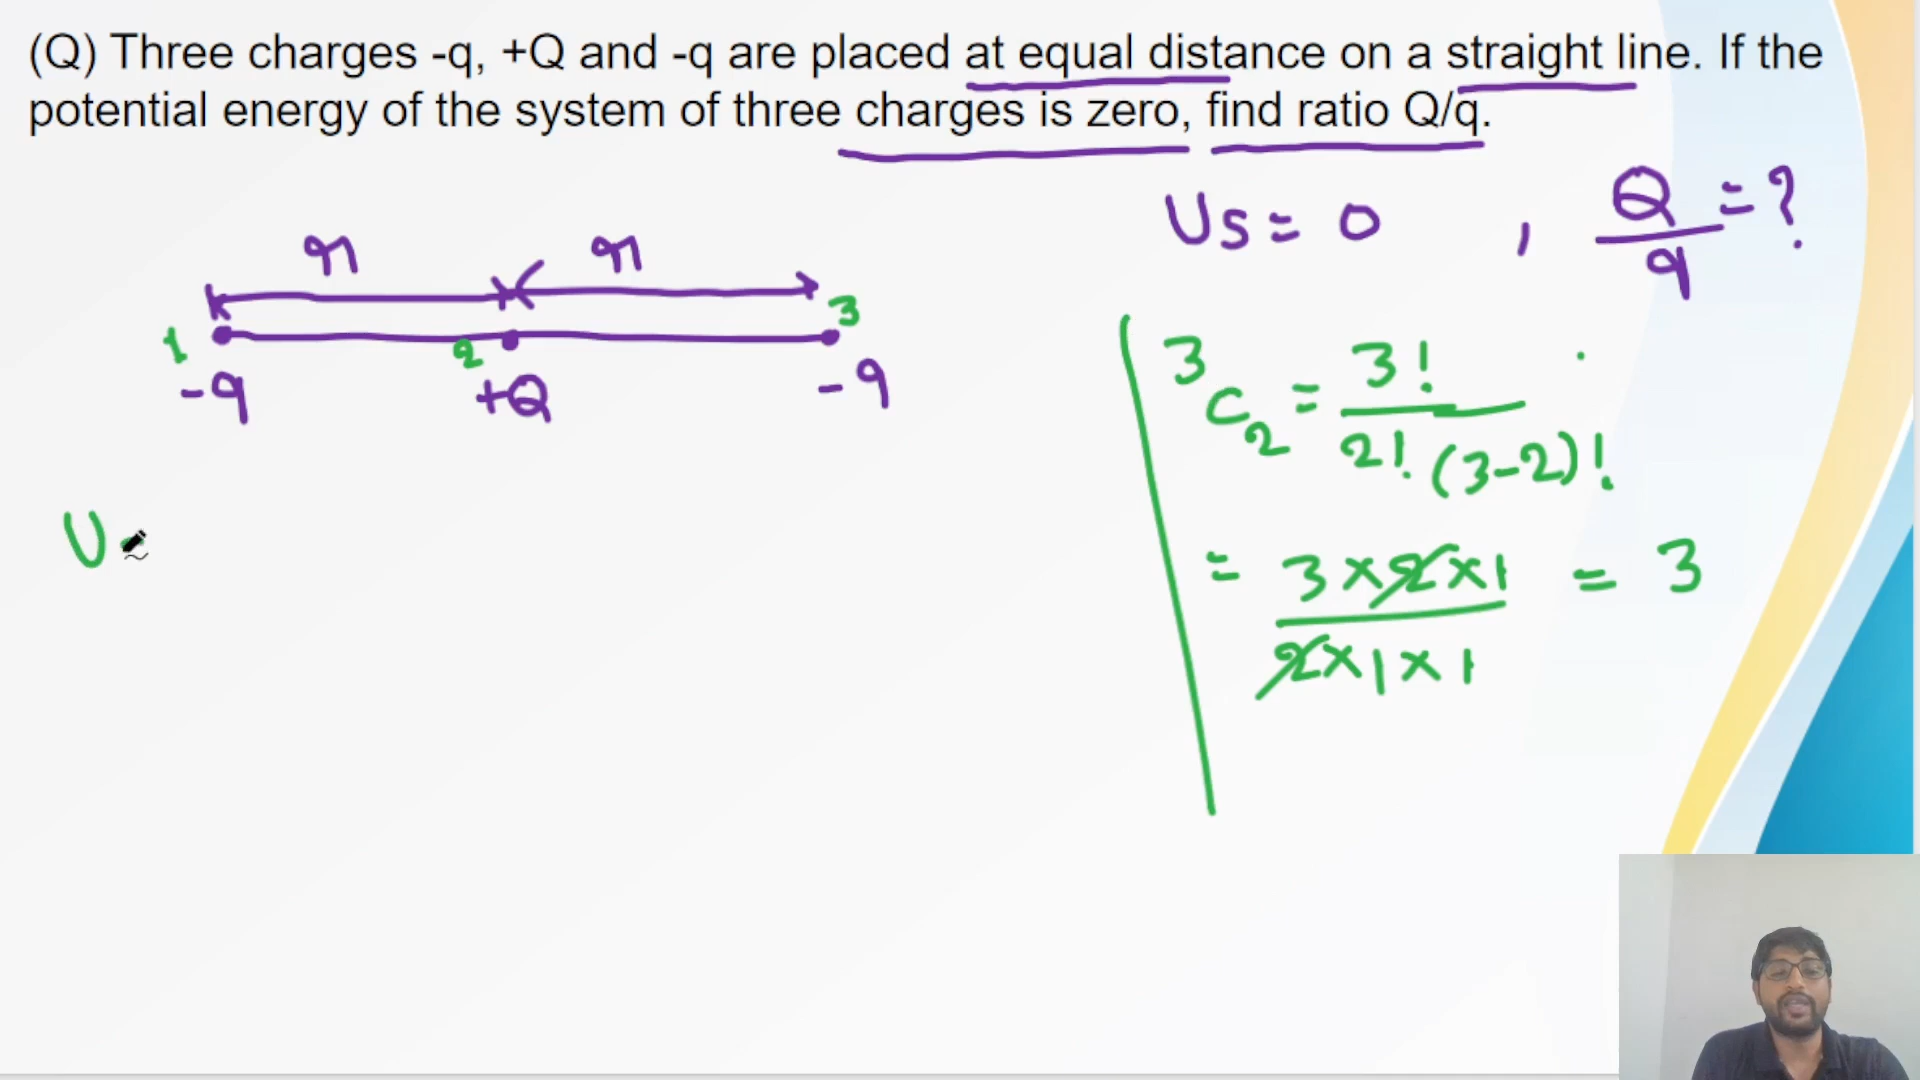 (Q) Three charges -q, +Q and -q are placed at equal distance on a straight line. If the
potential energy of the system of three charges is zero, find ratio Q/q.
Us = 0 , Q/q = ?
r r
1 2 3
-q +Q -q
³C₂ = 3! / 2! (3-2)!
= 3 x 2 x 1 / 2 x 1 x 1 = 3
U =